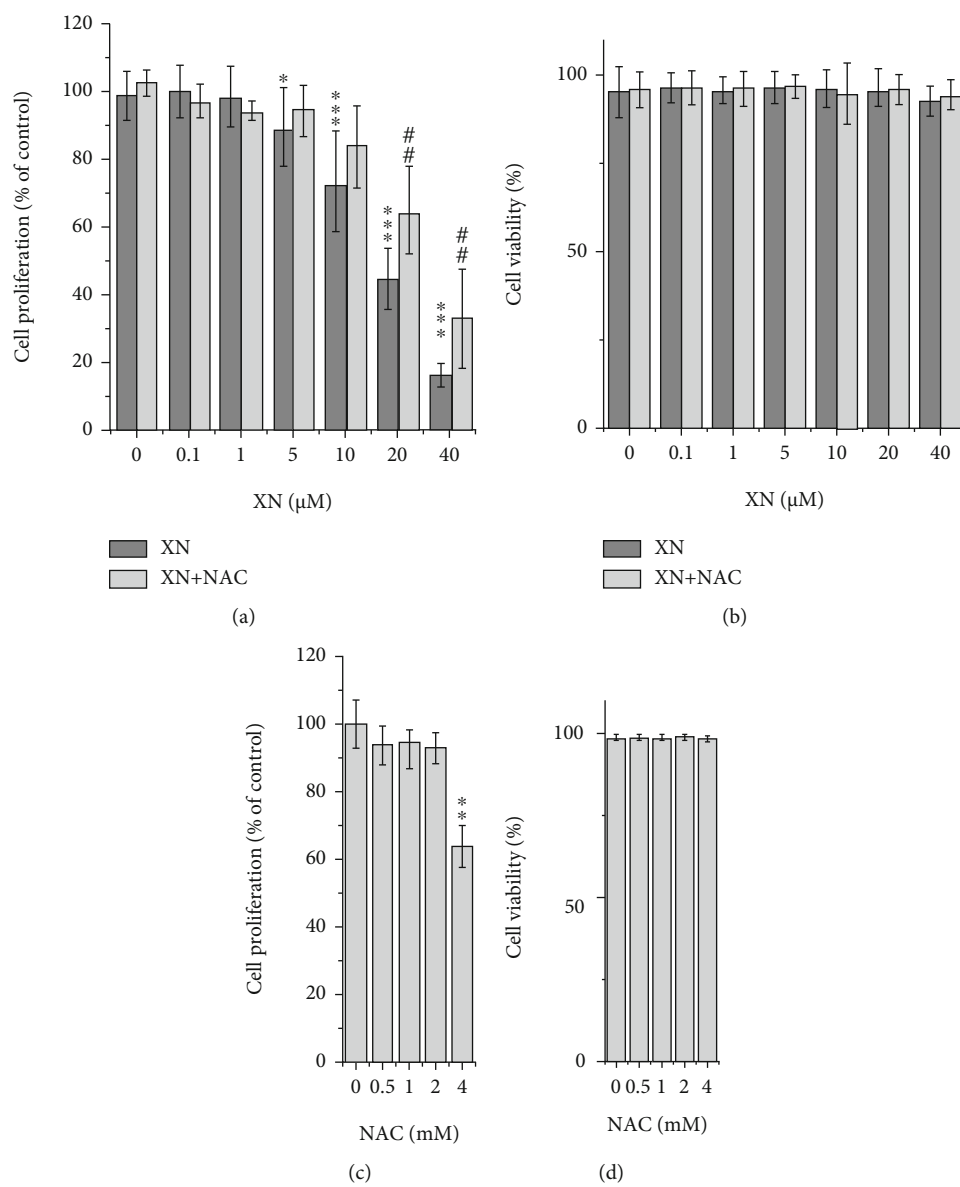 120
100
80
60
40
20
0
Cell proliferation (% of control)
*
***
***
##
***
##
0 0.1 1 5 10 20 40
XN (μM)
XN
XN+NAC
(a)
100
50
0
Cell viability (%)
0 0.1 1 5 10 20 40
XN (μM)
XN
XN+NAC
(b)
120
100
80
60
40
20
0
Cell proliferation (% of control)
**
0 0.5 1 2 4
NAC (mM)
(c)
100
50
0
Cell viability (%)
0 0.5 1 2 4
NAC (mM)
(d)